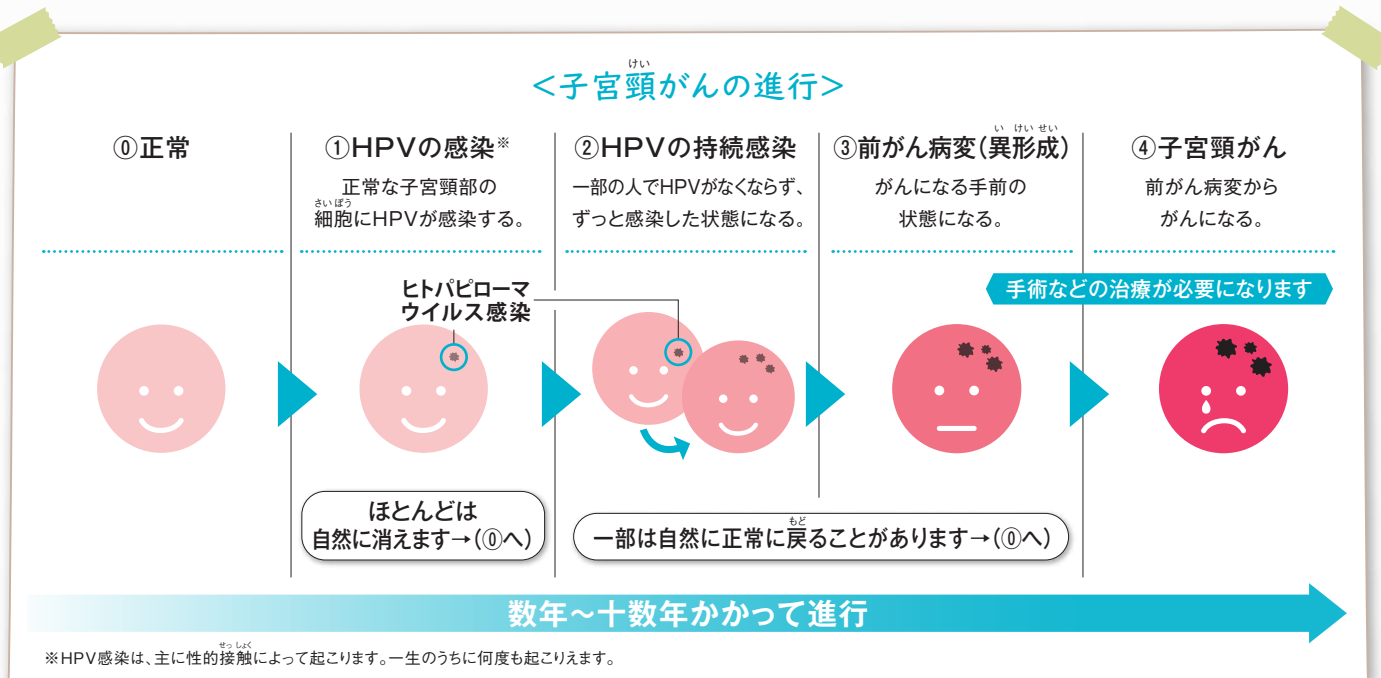 <子宮頸がんの進行>
けい
⓪正常
①HPVの感染※
正常な子宮頸部の
細胞にHPVが感染する。
さいぼう
②HPVの持続感染
一部の人でHPVがなくならず、
ずっと感染した状態になる。
③前がん病変(異形成)
い けい せい
がんになる手前の
状態になる。
④子宮頸がん
前がん病変から
がんになる。
手術などの治療が必要になります
ヒトパピローマ
ウイルス感染
ほとんどは
自然に消えます→(⓪へ)
一部は自然に正常に戻ることがあります→(⓪へ)
もど
数年～十数年かかって進行
※HPV感染は、主に性的接触によって起こります。一生のうちに何度も起こりえます。
せっ しょく